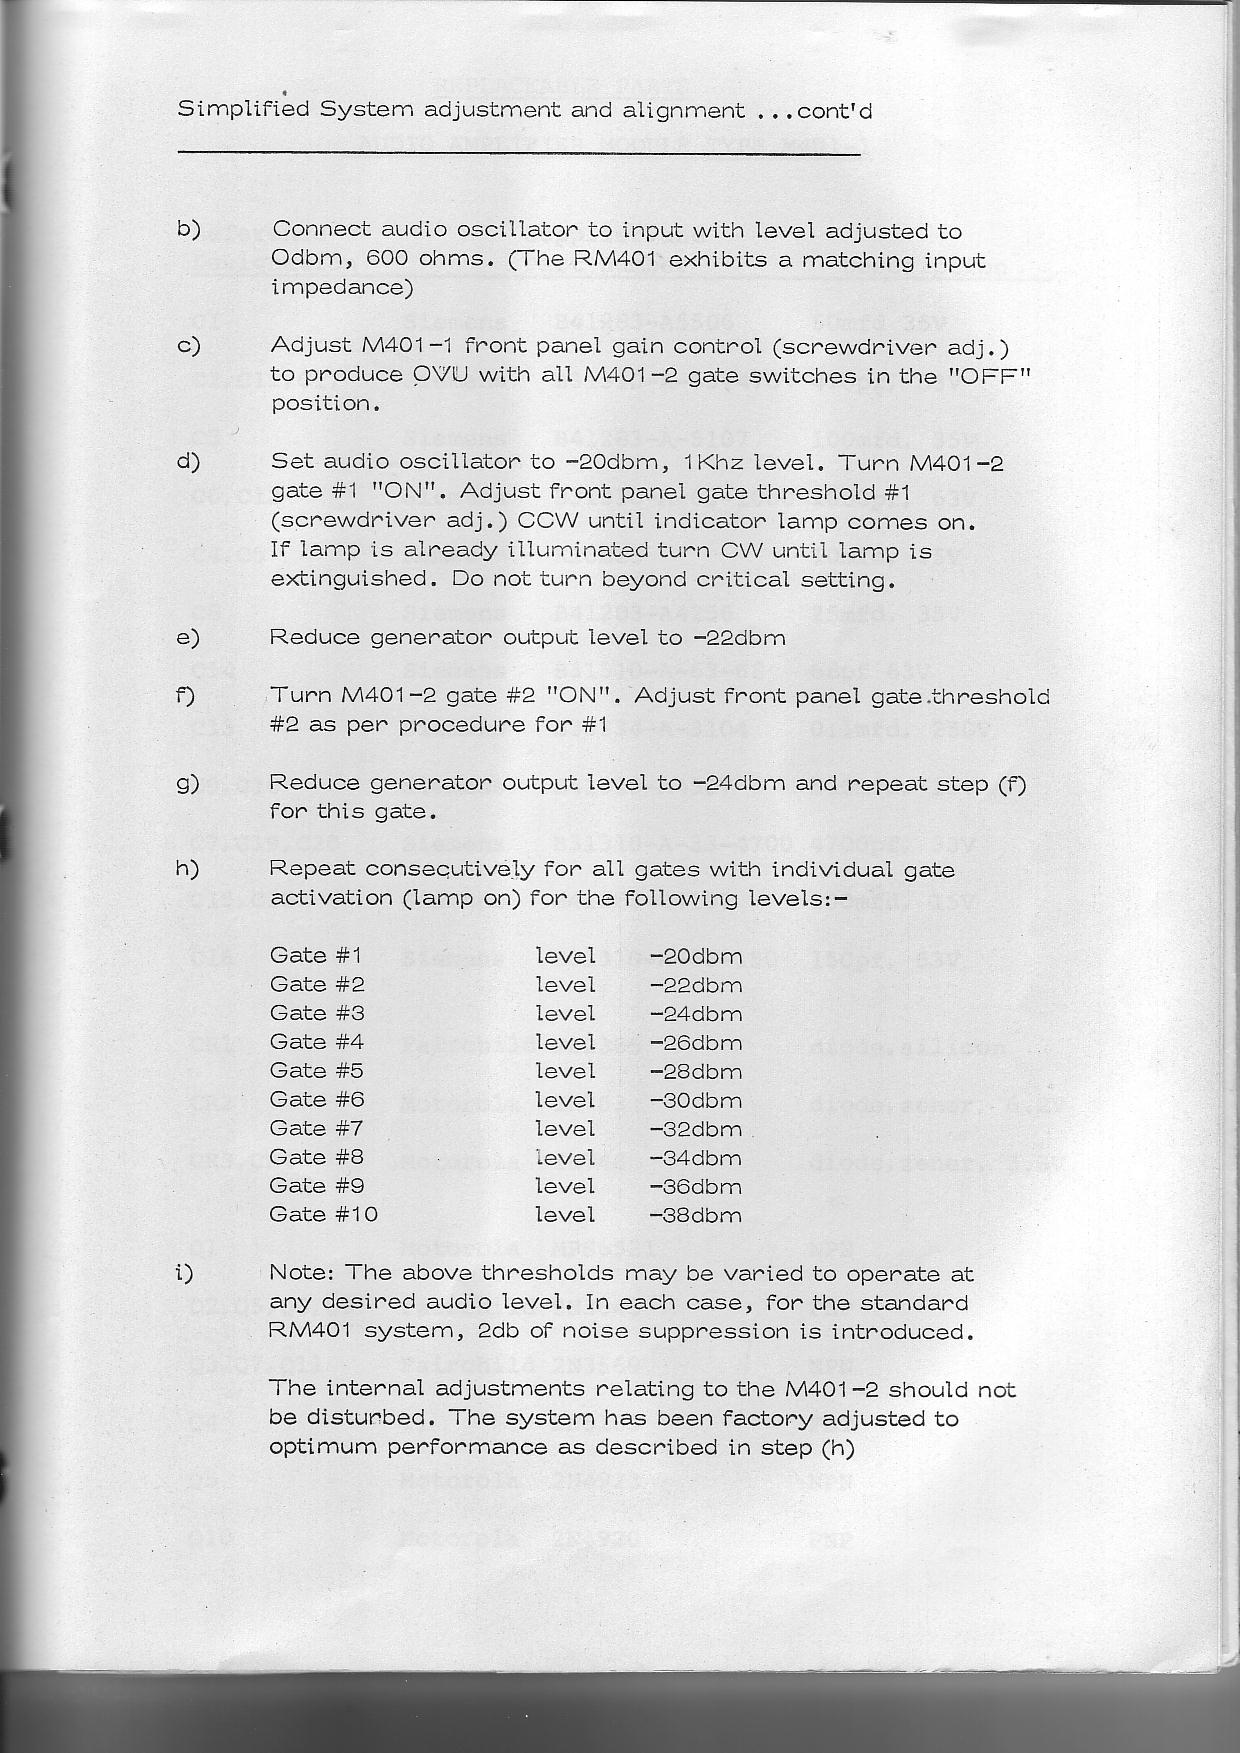 Simplified System adjustment and alignment ...cont'd
b) Connect audio oscillator to input with level adjusted to
Odbm, 600 ohms. (The RM401 exhibits a matching input
impedance)
c) Adjust M401-1 front panel gain control (screwdriver adj.)
to produce OVU with all M401-2 gate switches in the "OFF"
position.
d) Set audio oscillator to -20dbm, 1Khz level. Turn M401-2
gate #1 "ON". Adjust front panel gate threshold #1
(screwdriver adj.) CCW until indicator lamp comes on.
If lamp is already illuminated turn CW until lamp is
extinguished. Do not turn beyond critical setting.
e) Reduce generator output level to -22dbm
f) Turn M401-2 gate #2 "ON". Adjust front panel gate threshold
#2 as per procedure for #1
g) Reduce generator output level to -24dbm and repeat step (f)
for this gate.
h) Repeat consecutively for all gates with individual gate
activation (lamp on) for the following levels:-
Gate #1 level -20dbm
Gate #2 level -22dbm
Gate #3 level -24dbm
Gate #4 level -26dbm
Gate #5 level -28dbm
Gate #6 level -30dbm
Gate #7 level -32dbm
Gate #8 level -34dbm
Gate #9 level -36dbm
Gate #10 level -38dbm
i) Note: The above thresholds may be varied to operate at
any desired audio level. In each case, for the standard
RM401 system, 2db of noise suppression is introduced.
The internal adjustments relating to the M401-2 should not
be disturbed. The system has been factory adjusted to
optimum performance as described in step (h)